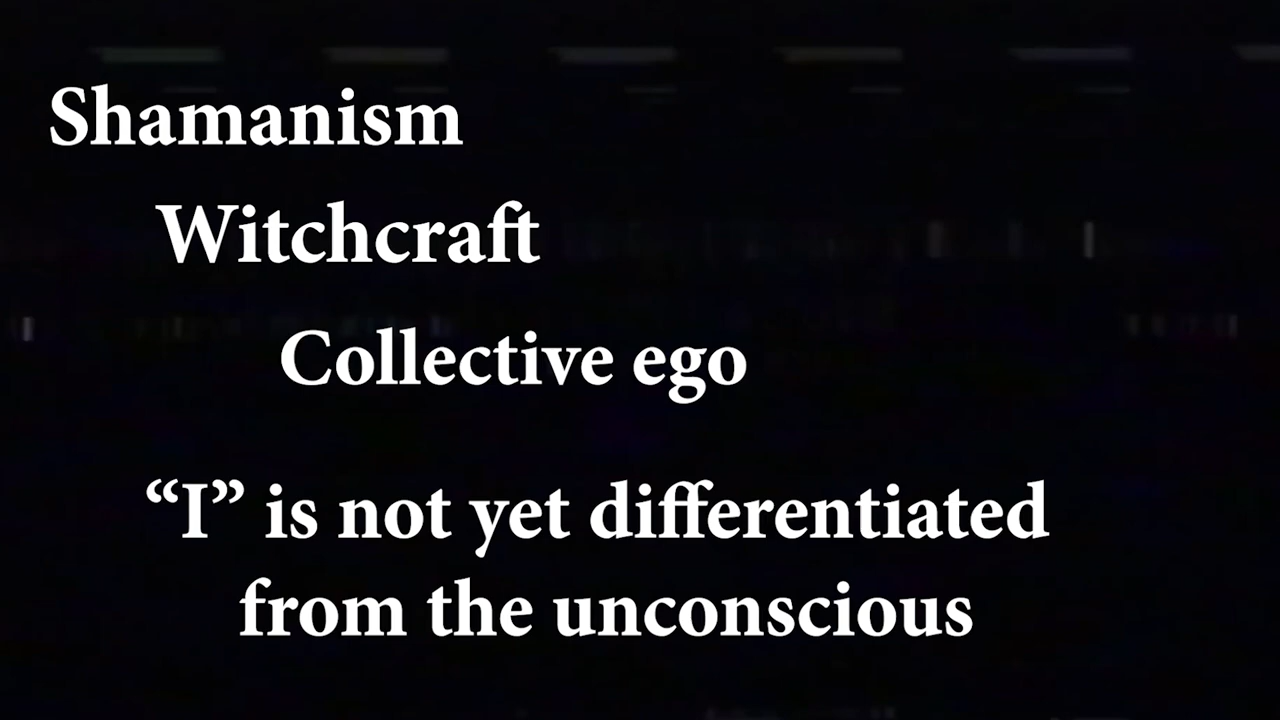 Shamanism
Witchcraft
Collective ego
“I” is not yet differentiated
from the unconscious